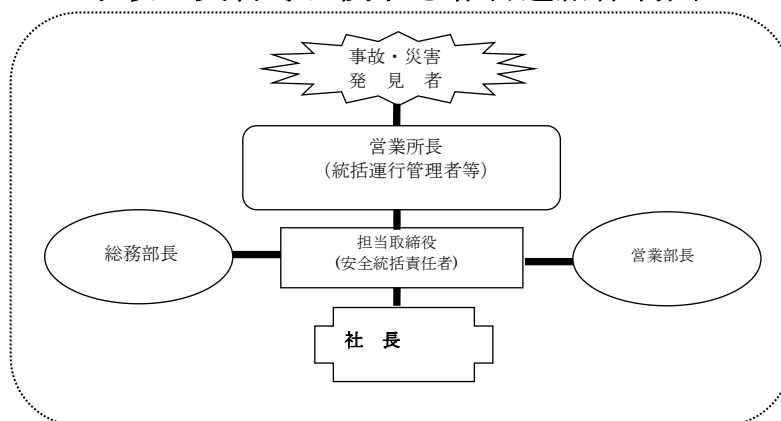 事故・災害
発　見　者
営業所長
（統括運行管理者等）
総務部長
担当取締役
(安全統括責任者)
営業部長
社　長